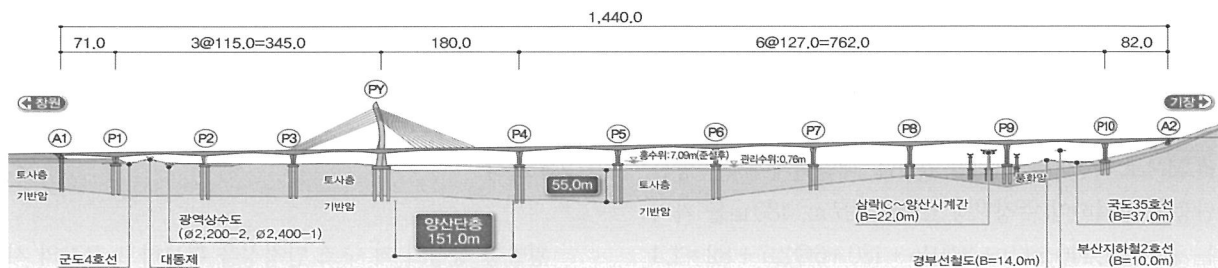 1,440.0
71.0
3@115.0=345.0
180.0
6@127.0=762.0
82.0
창원
기장
PY
A1
P1
P2
P3
P4
P5
P6
P7
P8
P9
P10
A2
홍수위:7.09m(준설후)
관리수위:0.76m
토사층
기반암
토사층
기반암
55.0m
토사층
기반암
풍화암
양산단층
151.0m
광역상수도
(Ø2,200-2, Ø2,400-1)
군도4호선
대동제
삼락IC~양산시계간
(B=22.0m)
국도35호선
(B=37.0m)
경부선철도(B=14.0m)
부산지하철2호선
(B=10.0m)